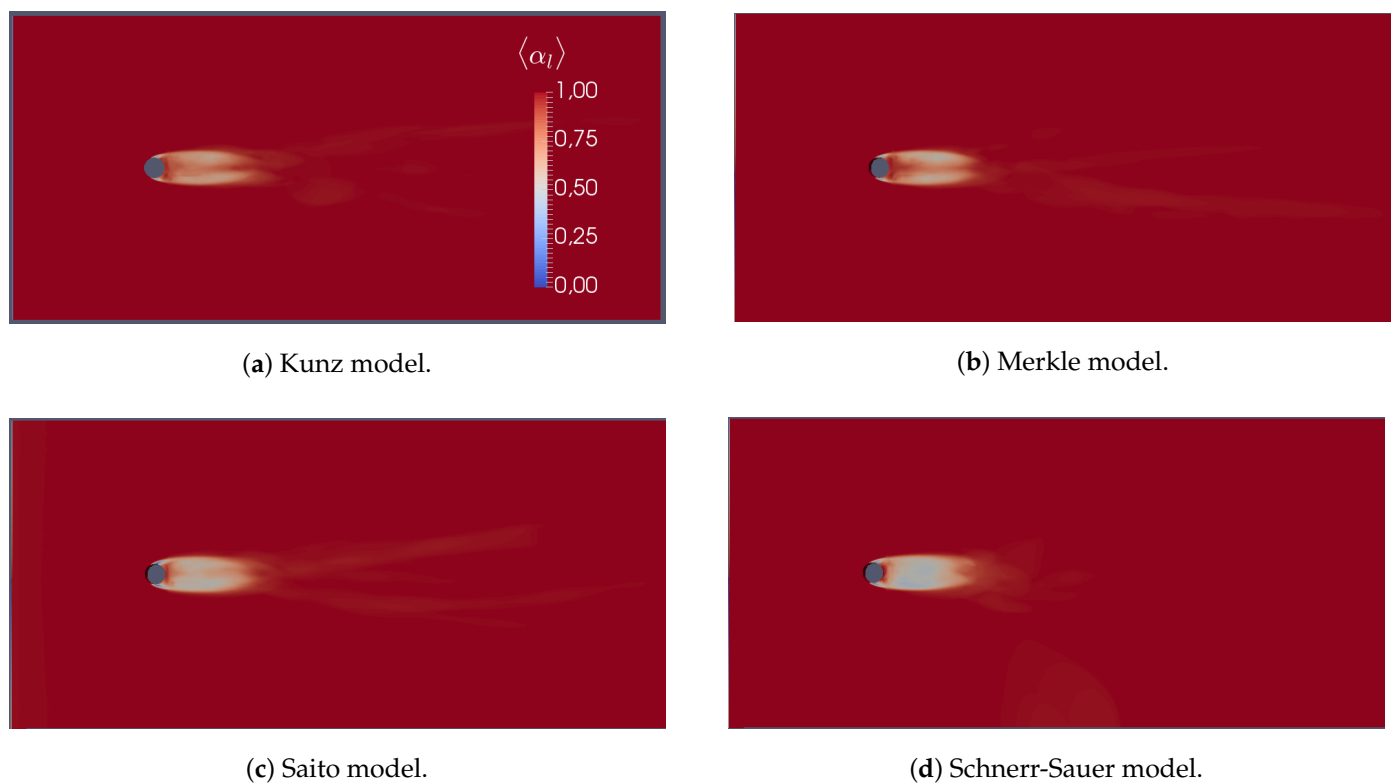 ⟨α_l⟩
1,00
0,75
0,50
0,25
0,00
(a) Kunz model.
(b) Merkle model.
(c) Saito model.
(d) Schnerr-Sauer model.